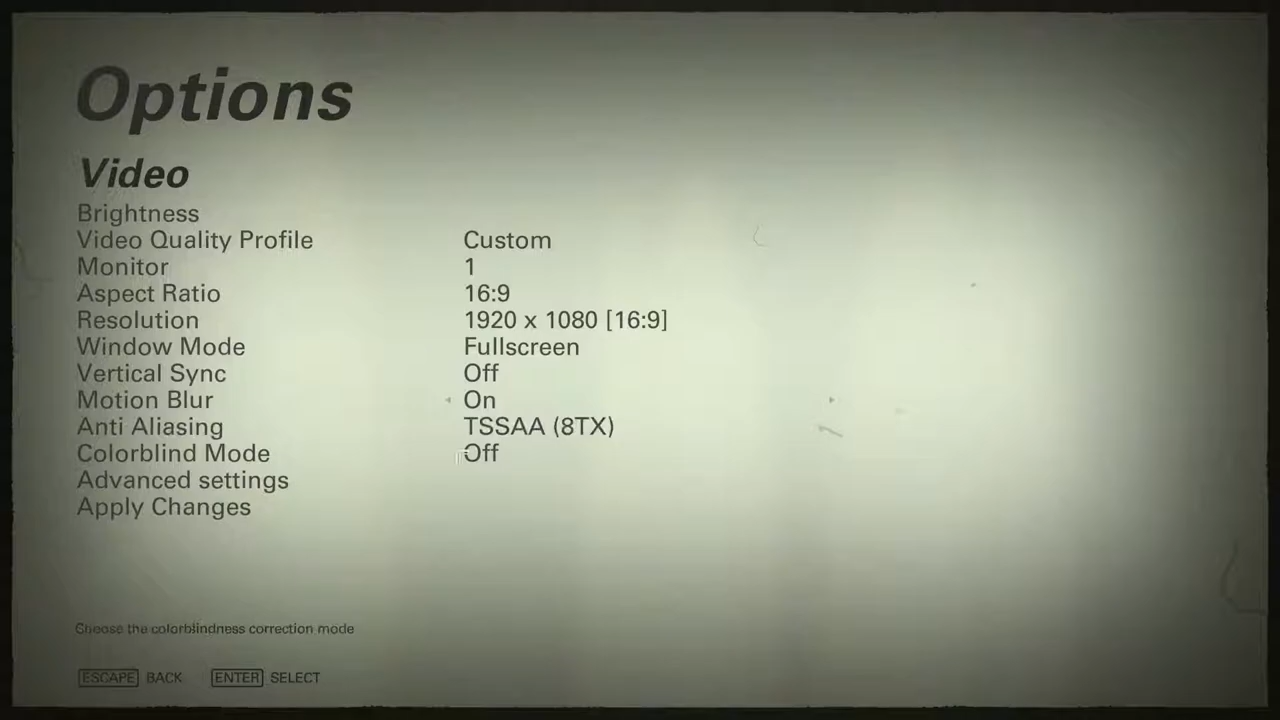 Options
Video
Brightness
Video Quality Profile Custom
Monitor 1
Aspect Ratio 16:9
Resolution 1920 x 1080 [16:9]
Window Mode Fullscreen
Vertical Sync Off
Motion Blur On
Anti Aliasing TSSAA (8TX)
Colorblind Mode Off
Advanced settings
Apply Changes
Choose the colorblindness correction mode
ESCAPE BACK ENTER SELECT